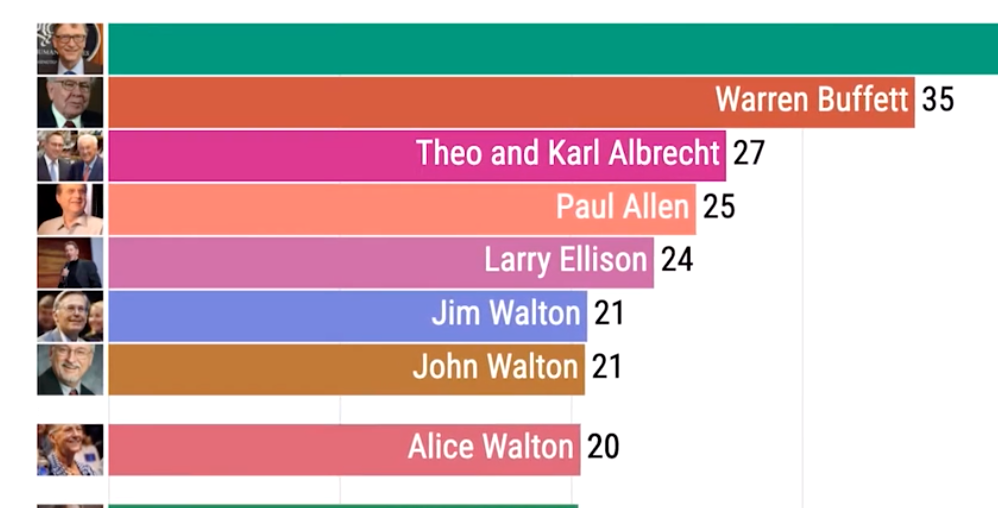 Warren Buffett 35
Theo and Karl Albrecht 27
Paul Allen 25
Larry Ellison 24
Jim Walton 21
John Walton 21
Alice Walton 20